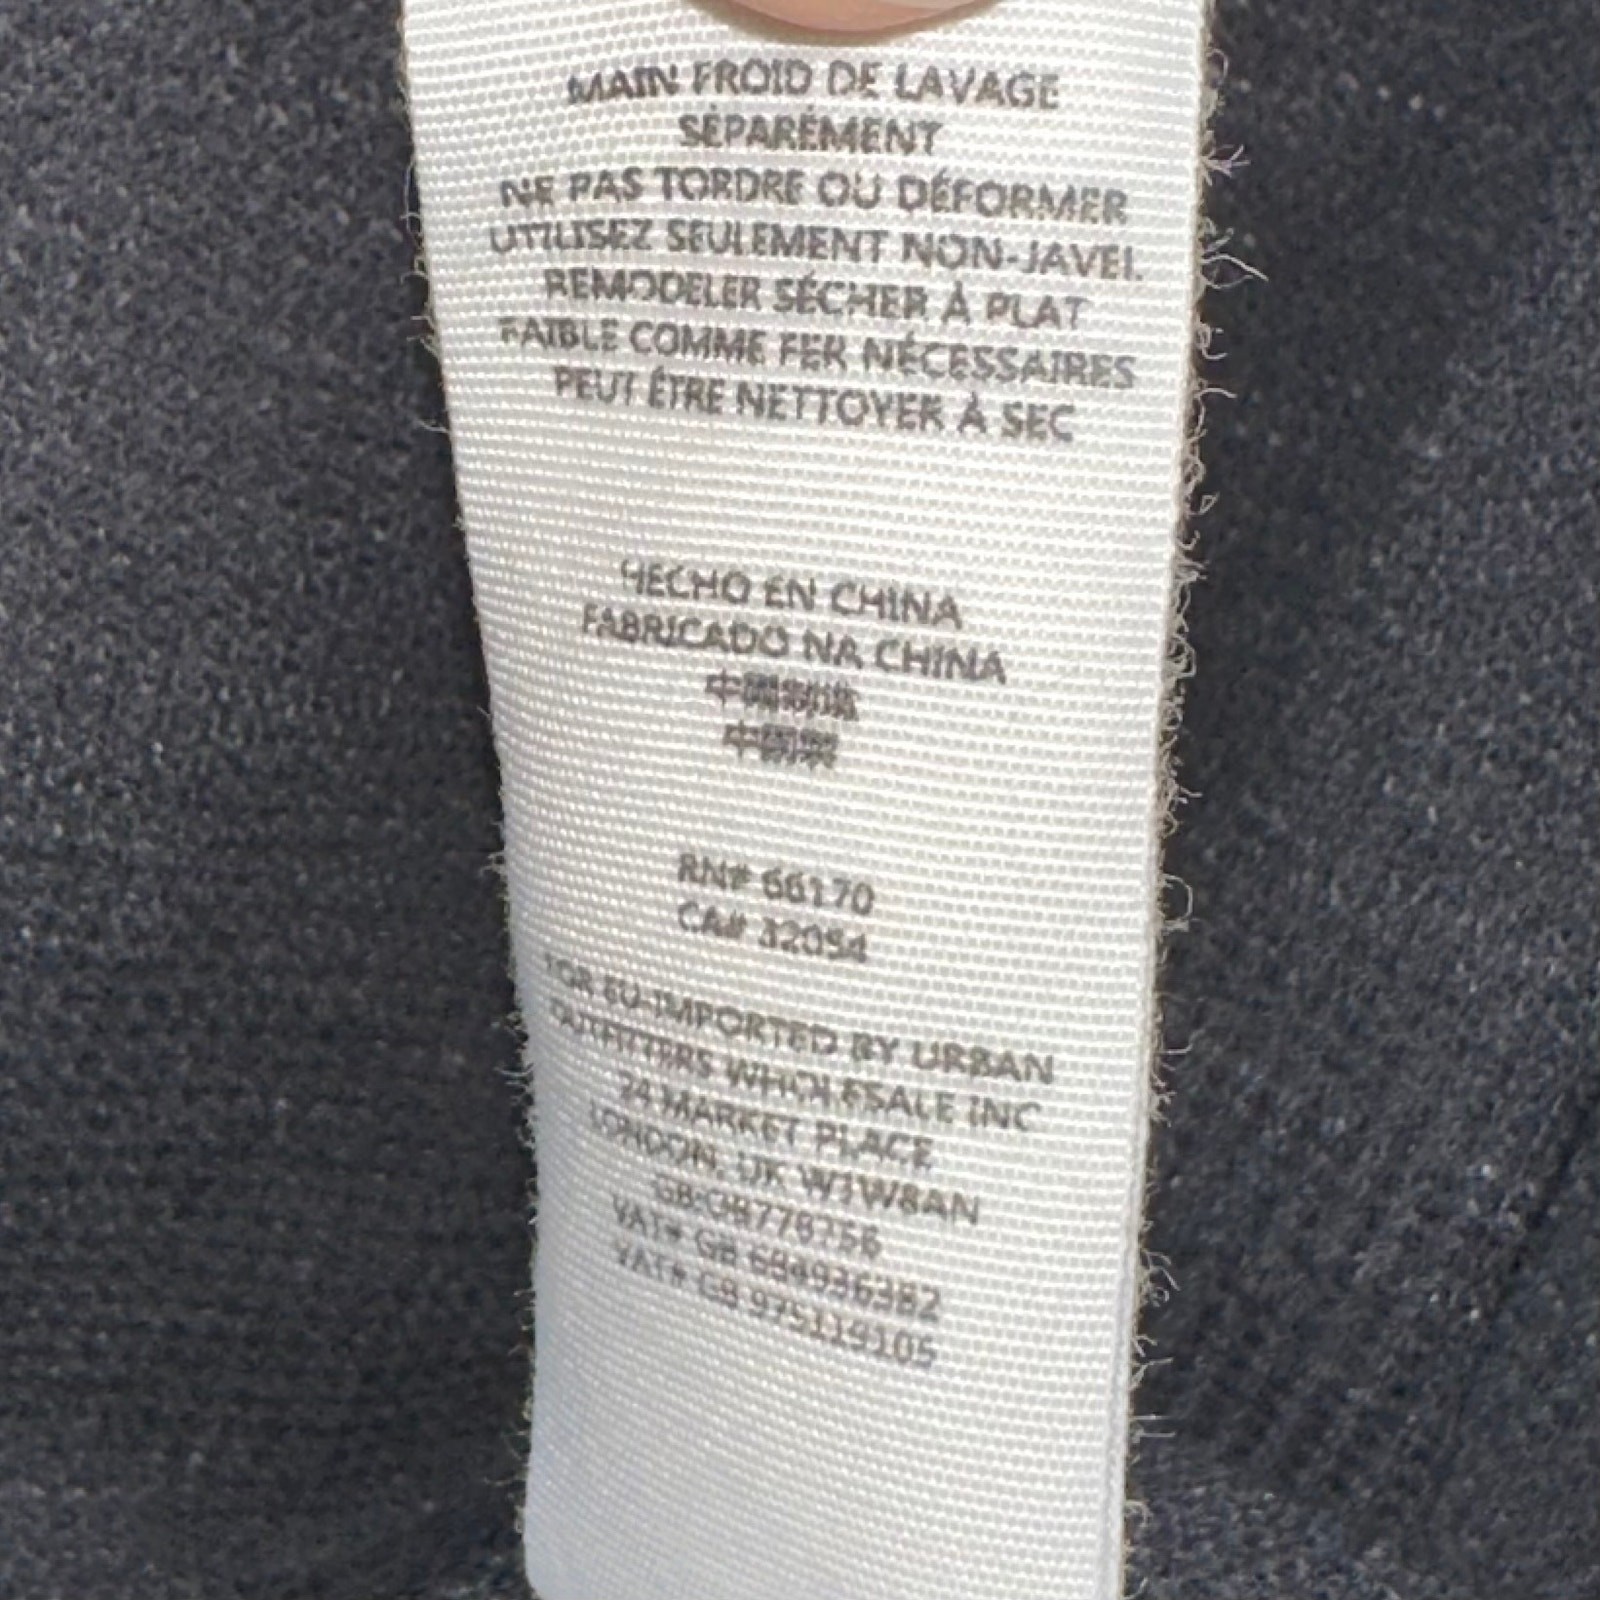 MAIN FROID DE LAVAGE
SÉPARÉMENT
NE PAS TORDRE OU DÉFORMER
UTILISEZ SEULEMENT NON-JAVEL
REMODELER SÉCHER À PLAT
FAIBLE COMME FER NÉCESSAIRES
PEUT ÊTRE NETTOYER À SEC
HECHO EN CHINA
FABRICADO NA CHINA
中國制造
中国製
RN# 66170
CA# 32054
FOR EU-IMPORTED BY URBAN
OUTFITTERS WHOLESALE INC
24 MARKET PLACE
LONDON, UK W1W8AN
VAT# GB 684936382
VAT# GB 975119105